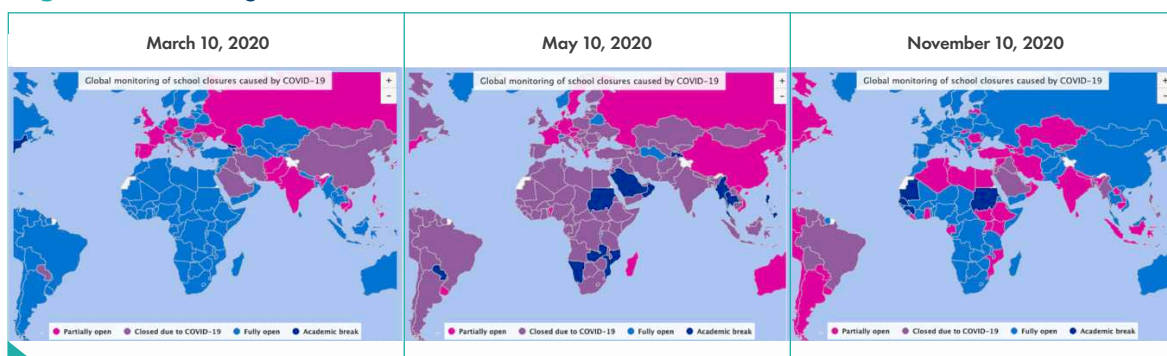 March 10, 2020
May 10, 2020
November 10, 2020
Global monitoring of school closures caused by COVID-19
+
-
Global monitoring of school closures caused by COVID-19
+
-
Global monitoring of school closures caused by COVID-19
+
-
Partially open Closed due to COVID-19 Fully open Academic break
Partially open Closed due to COVID-19 Fully open Academic break
Partially open Closed due to COVID-19 Fully open Academic break